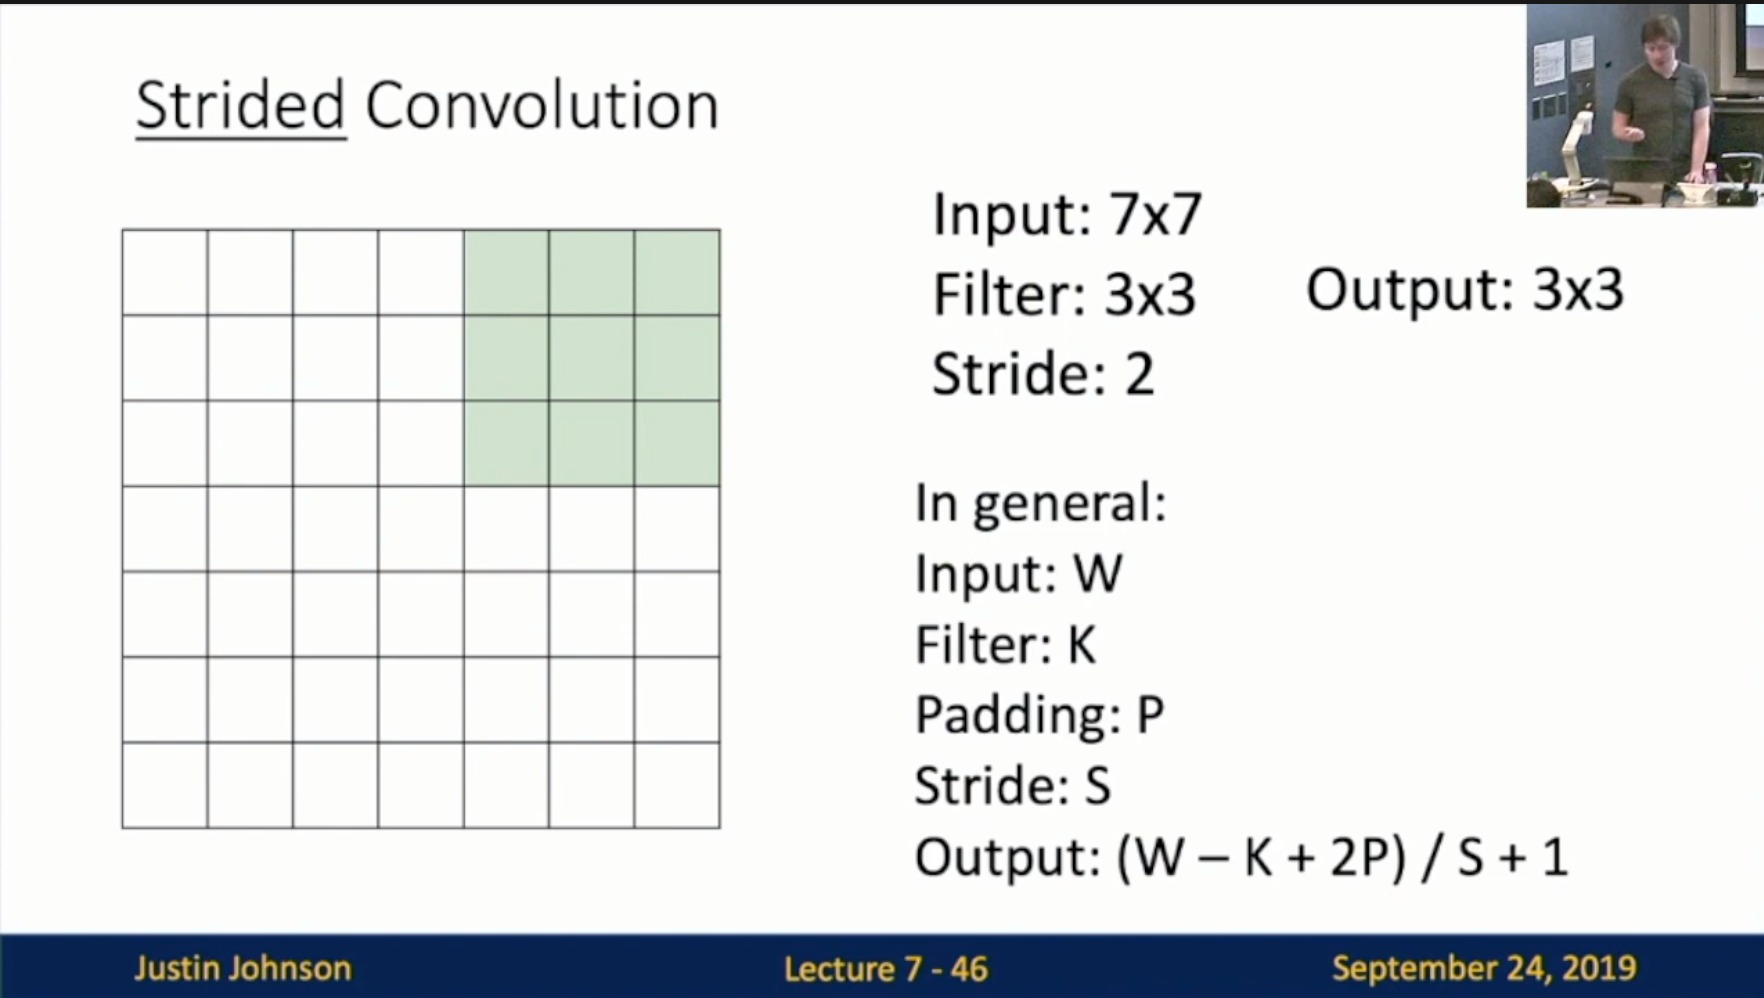 Strided Convolution
Input: 7x7
Filter: 3x3
Output: 3x3
Stride: 2
In general:
Input: W
Filter: K
Padding: P
Stride: S
Output: (W – K + 2P) / S + 1
Justin Johnson
Lecture 7 - 46
September 24, 2019